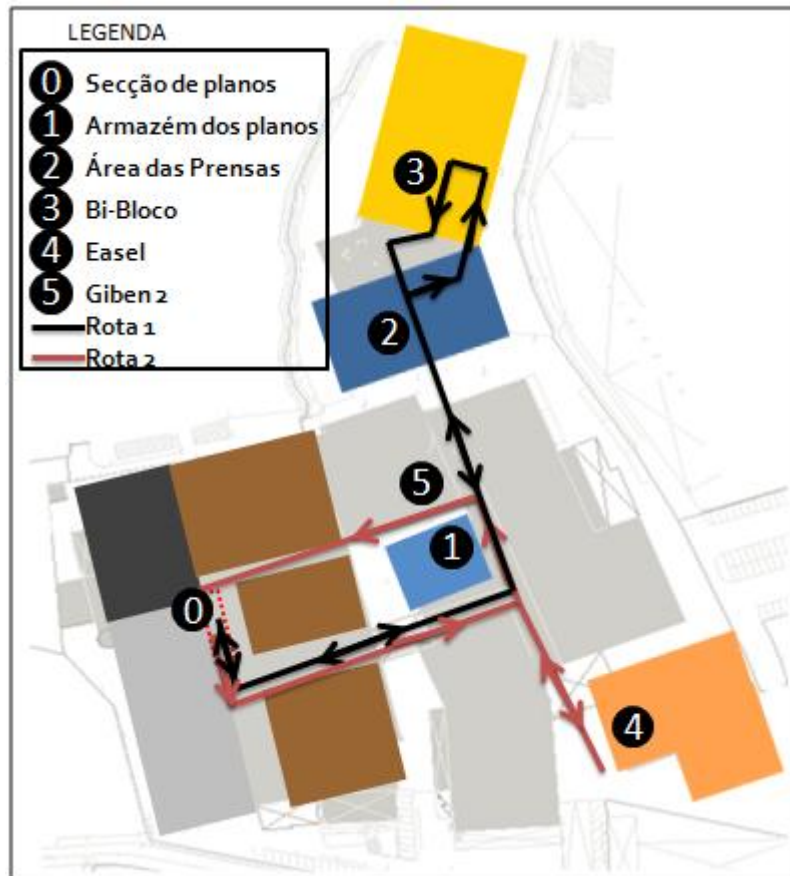 LEGENDA
0 Secção de planos
1 Armazém dos planos
2 Área das Prensas
3 Bi-Bloco
4 Easel
5 Giben 2
Rota 1
Rota 2
3
2
5
1
0
4